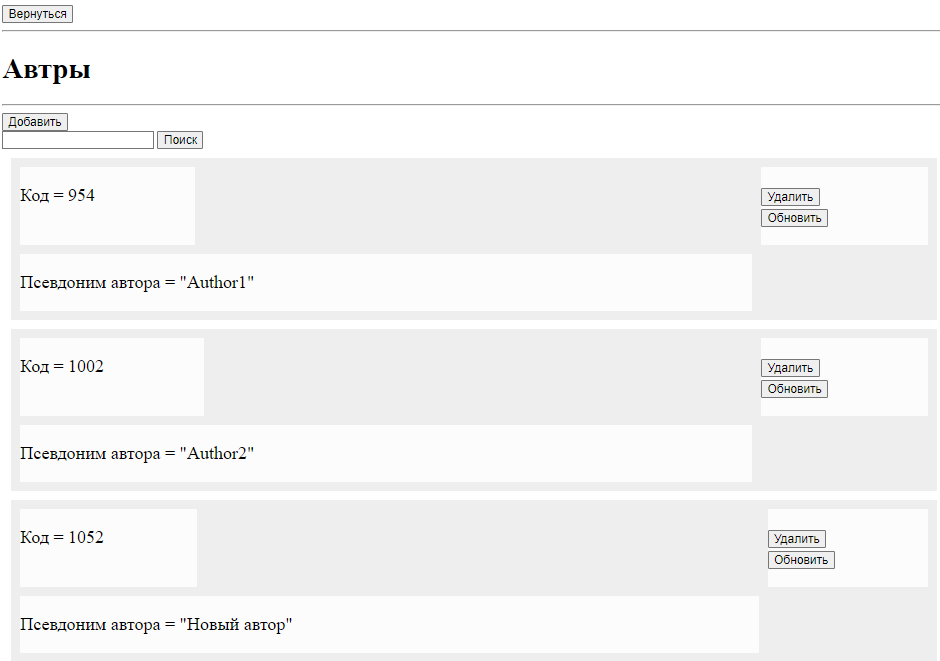 Вернуться
Автры
Добавить
Поиск
Код = 954
Удалить
Обновить
Псевдоним автора = "Author1"
Код = 1002
Удалить
Обновить
Псевдоним автора = "Author2"
Код = 1052
Удалить
Обновить
Псевдоним автора = "Новый автор"